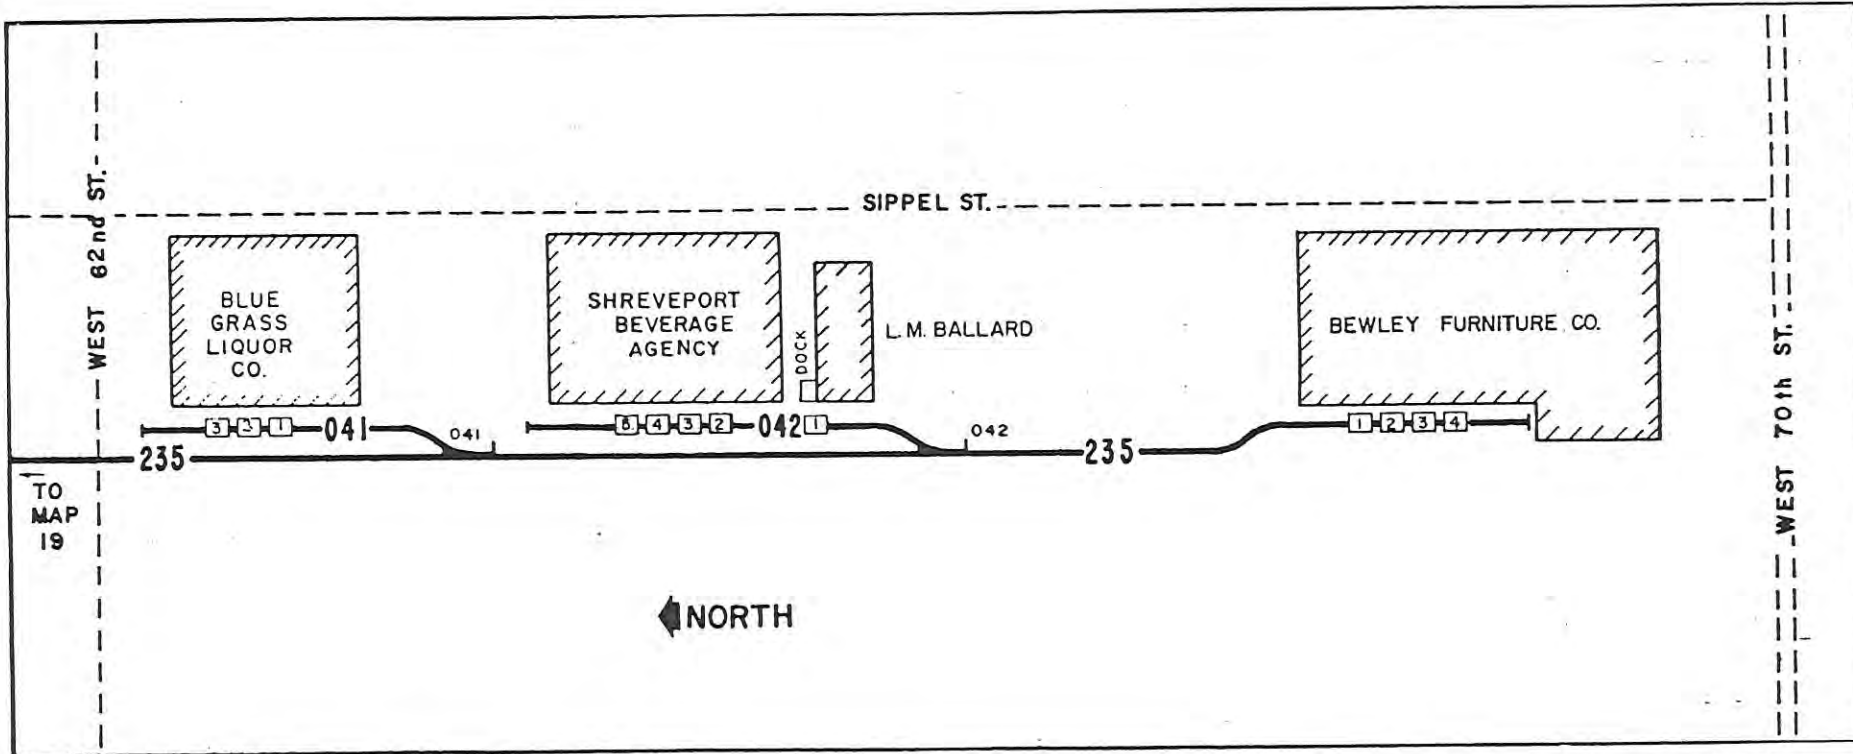 WEST 62nd ST.
SIPPEL ST.
BLUE
GRASS
LIQUOR
CO.
SHREVEPORT
BEVERAGE
AGENCY
DOCK
L.M. BALLARD
BEWLEY FURNITURE CO.
WEST 70th ST.
3 3 1 041
041
4 3 2 042 1
042
1 2 3 4
235
235
TO
MAP
19
NORTH